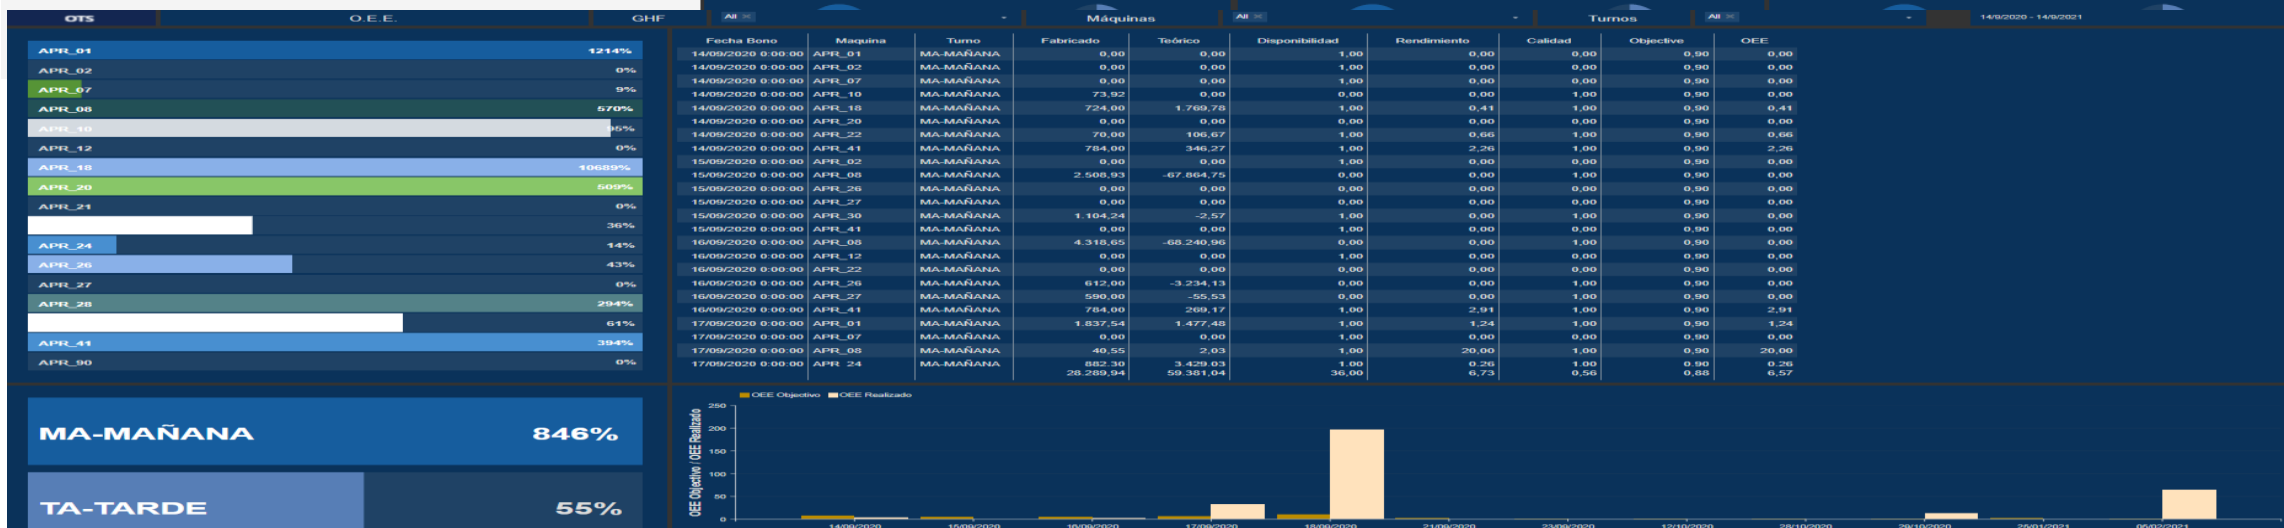 OTS O.E.E. GHF All × Máquinas All × Turnos All × 14/9/2020 - 14/9/2021
APR_01 1214%
APR_02 0%
APR_07 9%
APR_08 570%
APR_10 95%
APR_12 0%
APR_18 10689%
APR_20 509%
APR_21 0%
36%
APR_24 14%
APR_26 43%
APR_27 0%
APR_28 294%
61%
APR_41 394%
APR_90 0%
Fecha Bono Maquina Turno Fabricado Teórico Disponibilidad Rendimiento Calidad Objective OEE
14/09/2020 0:00:00 APR_01 MA-MAÑANA 0,00 0,00 1,00 0,00 0,00 0,90 0,00
14/09/2020 0:00:00 APR_02 MA-MAÑANA 0,00 0,00 1,00 0,00 0,00 0,90 0,00
14/09/2020 0:00:00 APR_07 MA-MAÑANA 0,00 0,00 1,00 0,00 0,00 0,90 0,00
14/09/2020 0:00:00 APR_10 MA-MAÑANA 73,92 0,00 0,00 0,00 1,00 0,90 0,00
14/09/2020 0:00:00 APR_18 MA-MAÑANA 724,00 1.769,78 1,00 0,41 1,00 0,90 0,41
14/09/2020 0:00:00 APR_20 MA-MAÑANA 0,00 0,00 0,00 0,00 0,00 0,90 0,00
14/09/2020 0:00:00 APR_22 MA-MAÑANA 70,00 106,67 1,00 0,66 1,00 0,90 0,66
14/09/2020 0:00:00 APR_41 MA-MAÑANA 784,00 346,27 1,00 2,26 1,00 0,90 2,26
15/09/2020 0:00:00 APR_02 MA-MAÑANA 0,00 0,00 1,00 0,00 0,00 0,90 0,00
15/09/2020 0:00:00 APR_08 MA-MAÑANA 2.508,93 -67.864,75 0,00 0,00 1,00 0,90 0,00
15/09/2020 0:00:00 APR_26 MA-MAÑANA 0,00 0,00 0,00 0,00 0,00 0,90 0,00
15/09/2020 0:00:00 APR_27 MA-MAÑANA 0,00 0,00 0,00 0,00 0,00 0,90 0,00
15/09/2020 0:00:00 APR_30 MA-MAÑANA 1.104,24 -2,57 1,00 0,00 1,00 0,90 0,00
15/09/2020 0:00:00 APR_41 MA-MAÑANA 0,00 0,00 1,00 0,00 0,00 0,90 0,00
16/09/2020 0:00:00 APR_08 MA-MAÑANA 4.318,65 -68.240,96 0,00 0,00 1,00 0,90 0,00
16/09/2020 0:00:00 APR_12 MA-MAÑANA 0,00 0,00 1,00 0,00 0,00 0,90 0,00
16/09/2020 0:00:00 APR_22 MA-MAÑANA 0,00 0,00 0,00 0,00 0,00 0,90 0,00
16/09/2020 0:00:00 APR_26 MA-MAÑANA 612,00 -3.234,13 0,00 0,00 1,00 0,90 0,00
16/09/2020 0:00:00 APR_27 MA-MAÑANA 590,00 -55,53 0,00 0,00 1,00 0,90 0,00
16/09/2020 0:00:00 APR_41 MA-MAÑANA 784,00 269,17 1,00 2,91 1,00 0,90 2,91
17/09/2020 0:00:00 APR_01 MA-MAÑANA 1.837,54 1.477,48 1,00 1,24 1,00 0,90 1,24
17/09/2020 0:00:00 APR_07 MA-MAÑANA 0,00 0,00 1,00 0,00 0,00 0,90 0,00
17/09/2020 0:00:00 APR_08 MA-MAÑANA 40,55 2,03 1,00 20,00 1,00 0,90 20,00
17/09/2020 0:00:00 APR_24 MA-MAÑANA 882,30 3.429,03 1,00 0,26 1,00 0,90 0,26
28.289,94 59.381,04 36,00 6,73 0,56 0,88 6,57
MA-MAÑANA 846%
TA-TARDE 55%
OEE Objectivo OEE Realizado
OEE Objectivo / OEE Realizado
250
200
150
100
50
0
14/09/2020 15/09/2020 16/09/2020 17/09/2020 18/09/2020 21/09/2020 23/09/2020 12/10/2020 28/10/2020 29/10/2020 25/01/2021 05/02/2021